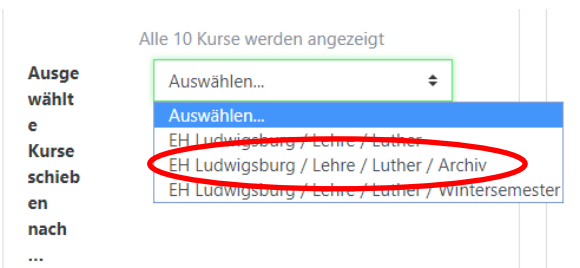 Alle 10 Kurse werden angezeigt
Ausge
wählt
e
Kurse
schieb
en
nach
...
Auswählen...
Auswählen...
EH Ludwigsburg / Lehre / Luther
EH Ludwigsburg / Lehre / Luther / Archiv
EH Ludwigsburg / Lehre / Luther / Wintersemester